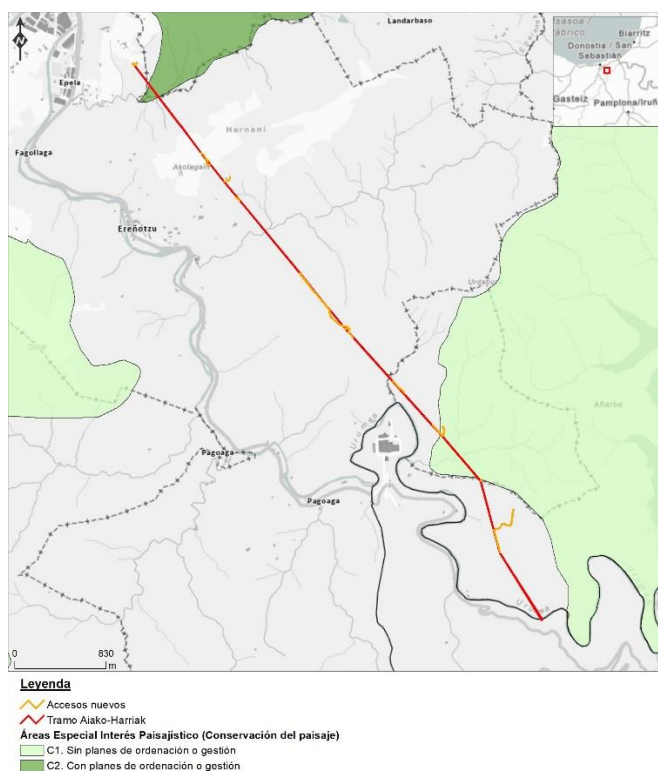 N
Landarbaso
Epela
Hernani
Akolegain
Fagollaga
Ereñotzu
Añarbe
Urumea
Pagoaga
Pagoaga
Urumea
0
830
m
Biarritz
Donostia / San
Sebastián
Gasteiz
Pamplona/Iruñ
Leyenda
Accesos nuevos
Tramo Aiako-Harriak
Áreas Especial Interés Paisajístico (Conservación del paisaje)
C1. Sin planes de ordenación o gestión
C2. Con planes de ordenación o gestión